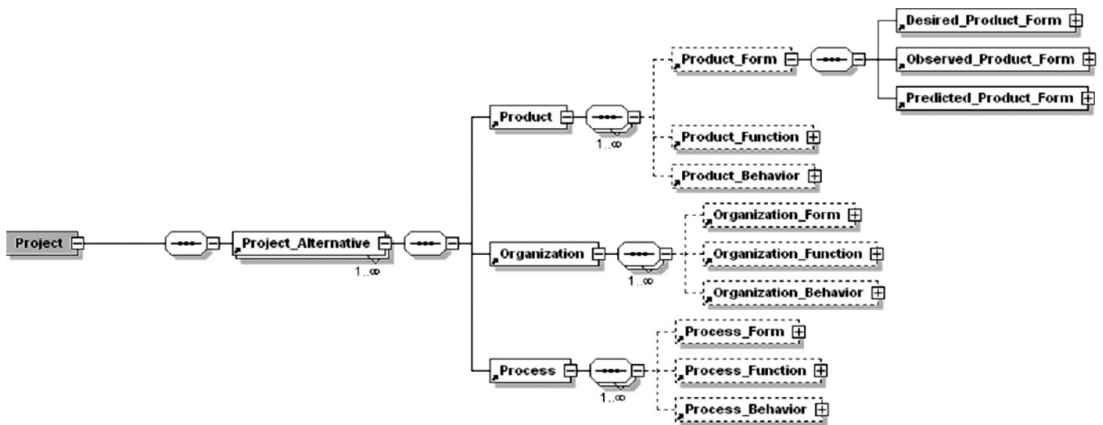 Desired_Product_Form
Product_Form
Observed_Product_Form
Predicted_Product_Form
Product
1..∞
Product_Function
Product_Behavior
Project
Project_Alternative
1..∞
Organization_Form
Organization
1..∞
Organization_Function
Organization_Behavior
Process_Form
Process
1..∞
Process_Function
Process_Behavior